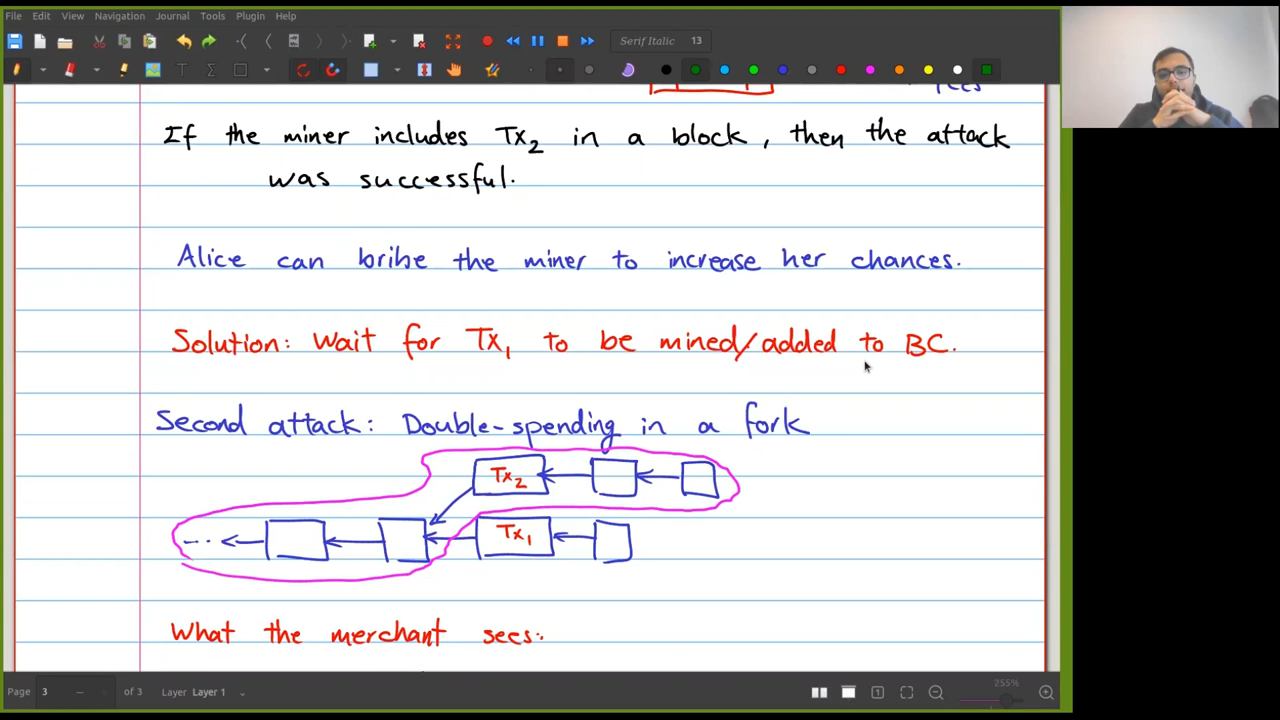 File Edit View Navigation Journal Tools Plugin Help
Serif Italic 13
fees
If the miner includes Tx2 in a block, then the attack
was successful.
Alice can bribe the miner to increase her chances.
Solution: Wait for Tx1 to be mined/added to BC.
Second attack: Double-spending in a fork
Tx2
... Tx1
What the merchant sees:
Page 3 of 3 Layer Layer 1 255%